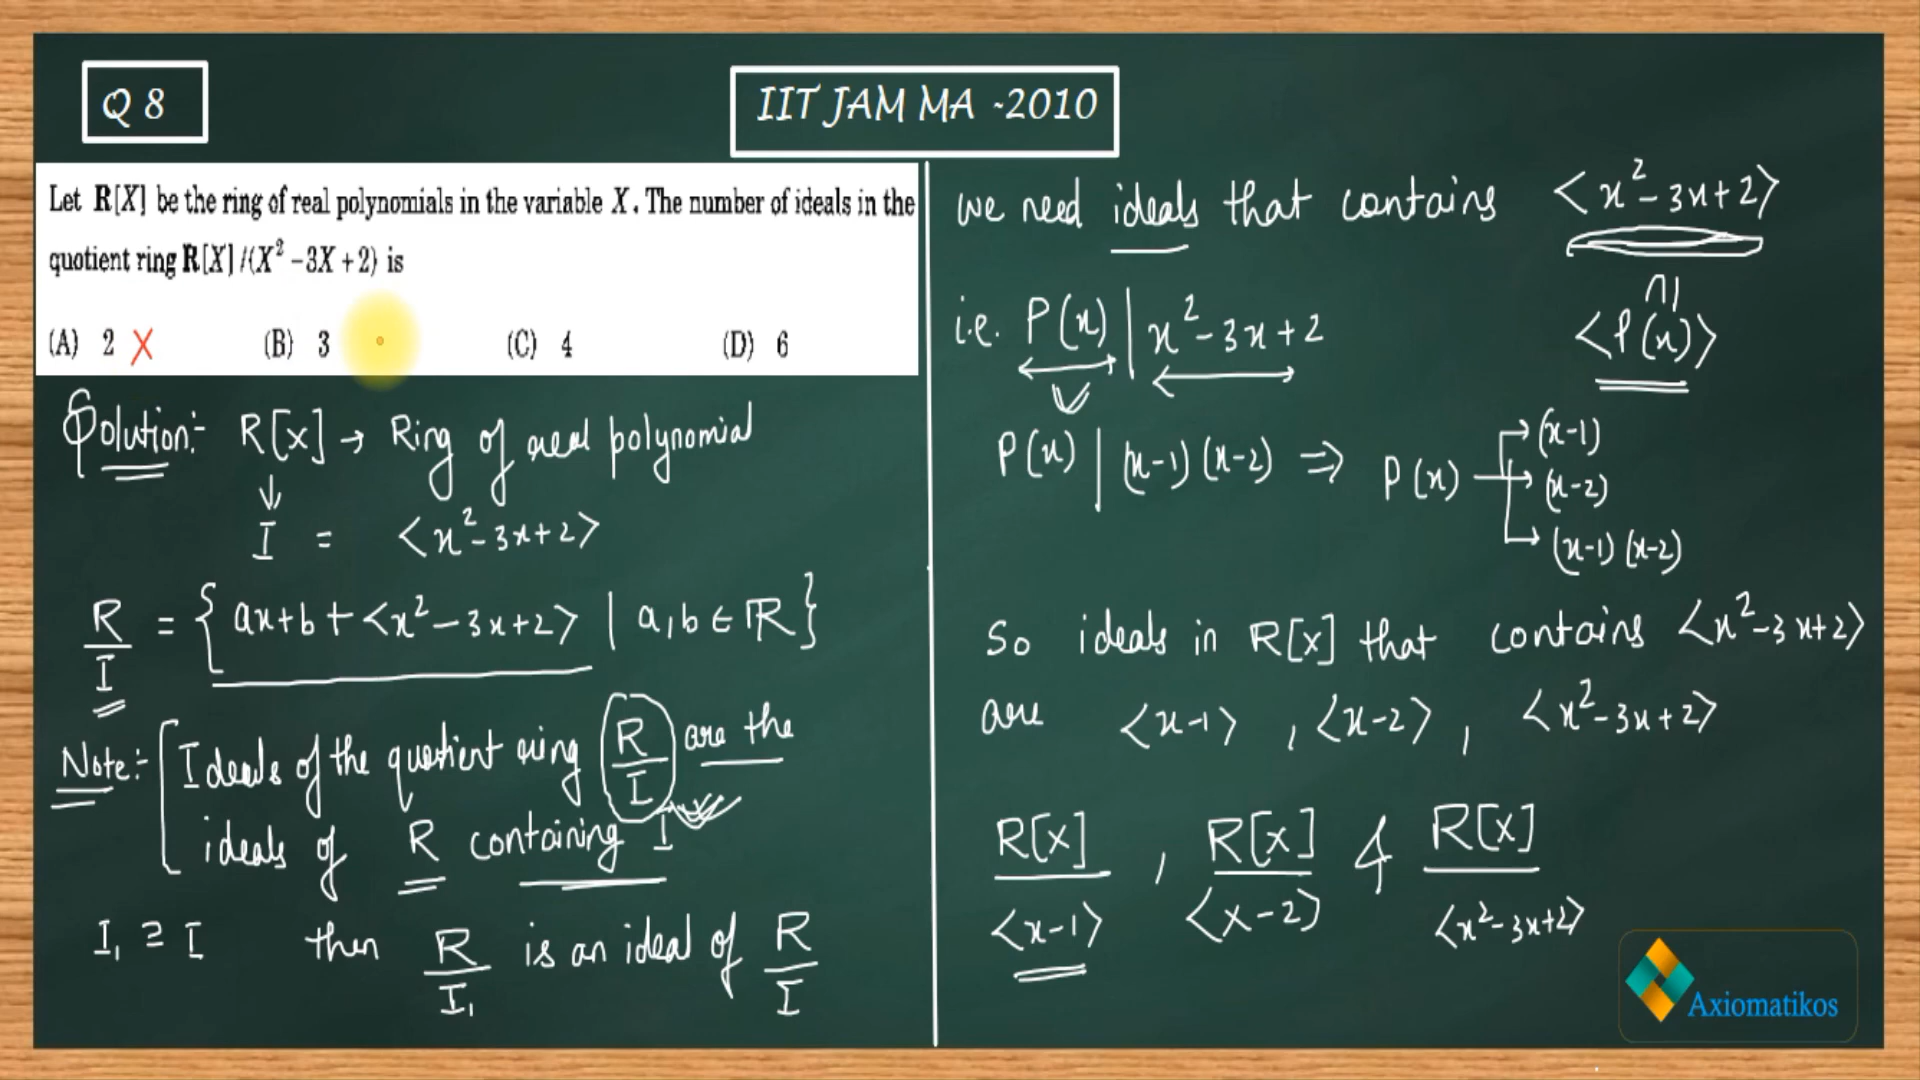 Q 8
IIT JAM MA -2010
Let R[X] be the ring of real polynomials in the variable X. The number of ideals in the
quotient ring R[X] /(X² −3X +2) is
(A) 2 X (B) 3 (C) 4 (D) 6
Solution:- R[x] → Ring of real polynomial
↓
I = <x²-3x+2>
R/I = { ax+b + <x²-3x+2> | a,b ∈ R }
Note:- [ Ideals of the quotient ring R/I are the
ideals of R containing I
I₁ ⊇ I then R/I₁ is an ideal of R/I
we need ideals that contains <x²-3x+2>
∩|
i.e. P(x) | x²-3x+2 <P(x)>
P(x) | (x-1)(x-2) ⇒ P(x) → (x-1)
→ (x-2)
→ (x-1)(x-2)
So ideals in R[x] that contains <x²-3x+2>
are <x-1> , <x-2> , <x²-3x+2>
R[x]/<x-1> , R[x]/<x-2> & R[x]/<x²-3x+2>
Axiomatikos